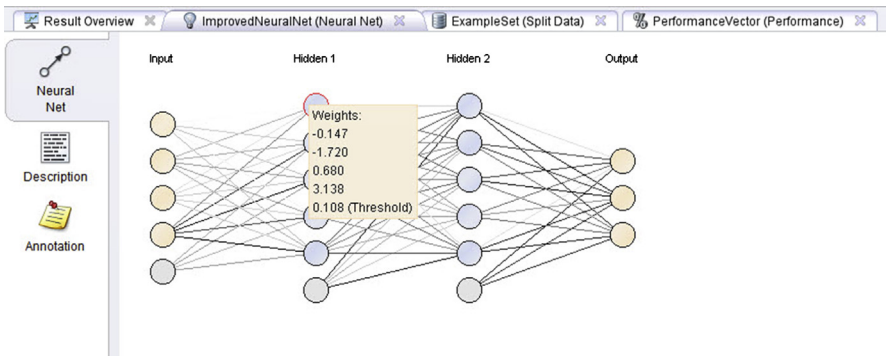 Result Overview
ImprovedNeuralNet (Neural Net)
ExampleSet (Split Data)
PerformanceVector (Performance)
Neural
Net
Description
Annotation
Input
Hidden 1
Hidden 2
Output
Weights:
-0.147
-1.720
0.680
3.138
0.108 (Threshold)